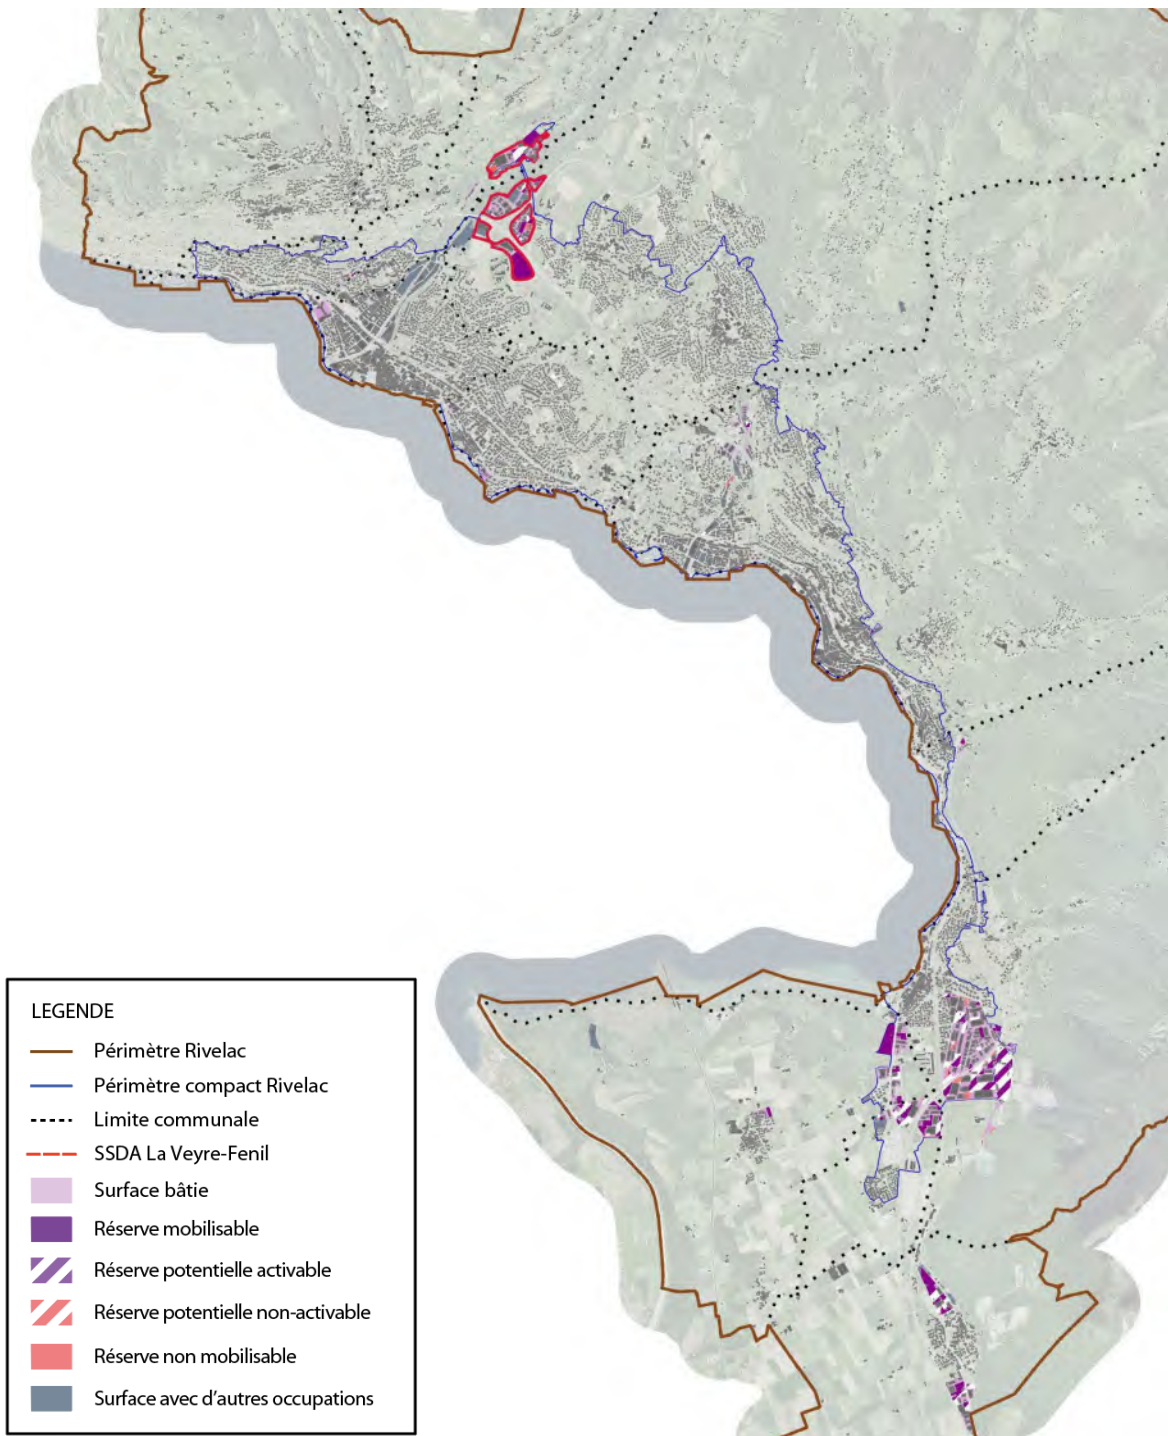 LEGENDE
Périmètre Rivelac
Périmètre compact Rivelac
Limite communale
SSDA La Veyre-Fenil
Surface bâtie
Réserve mobilisable
Réserve potentielle activable
Réserve potentielle non-activable
Réserve non mobilisable
Surface avec d'autres occupations